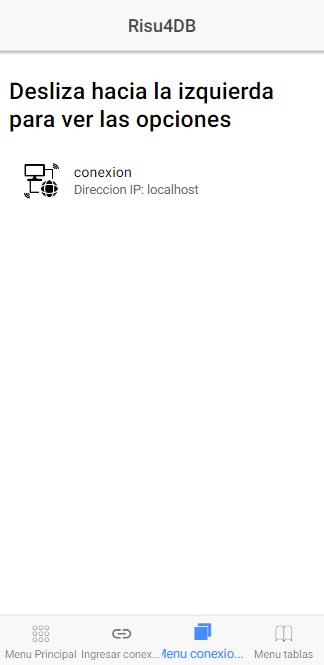 Risu4DB
Desliza hacia la izquierda
para ver las opciones
conexion
Direccion IP: localhost
Menu Principal
Ingresar conex...
Menu conexio...
Menu tablas